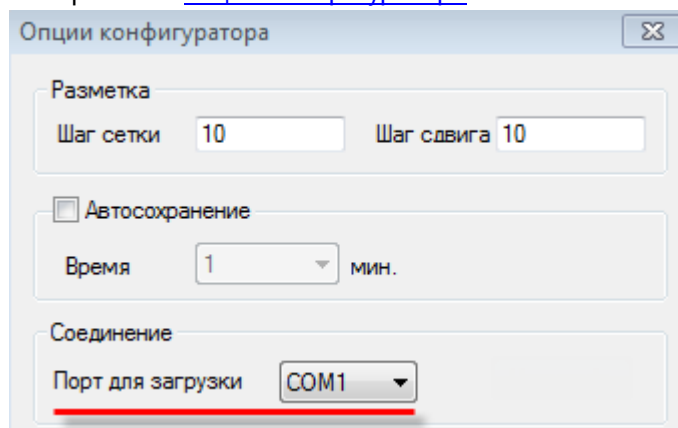 Опции конфигуратора
Разметка
Шаг сетки 10 Шаг сдвига 10
Автосохранение
Время 1 мин.
Соединение
Порт для загрузки COM1